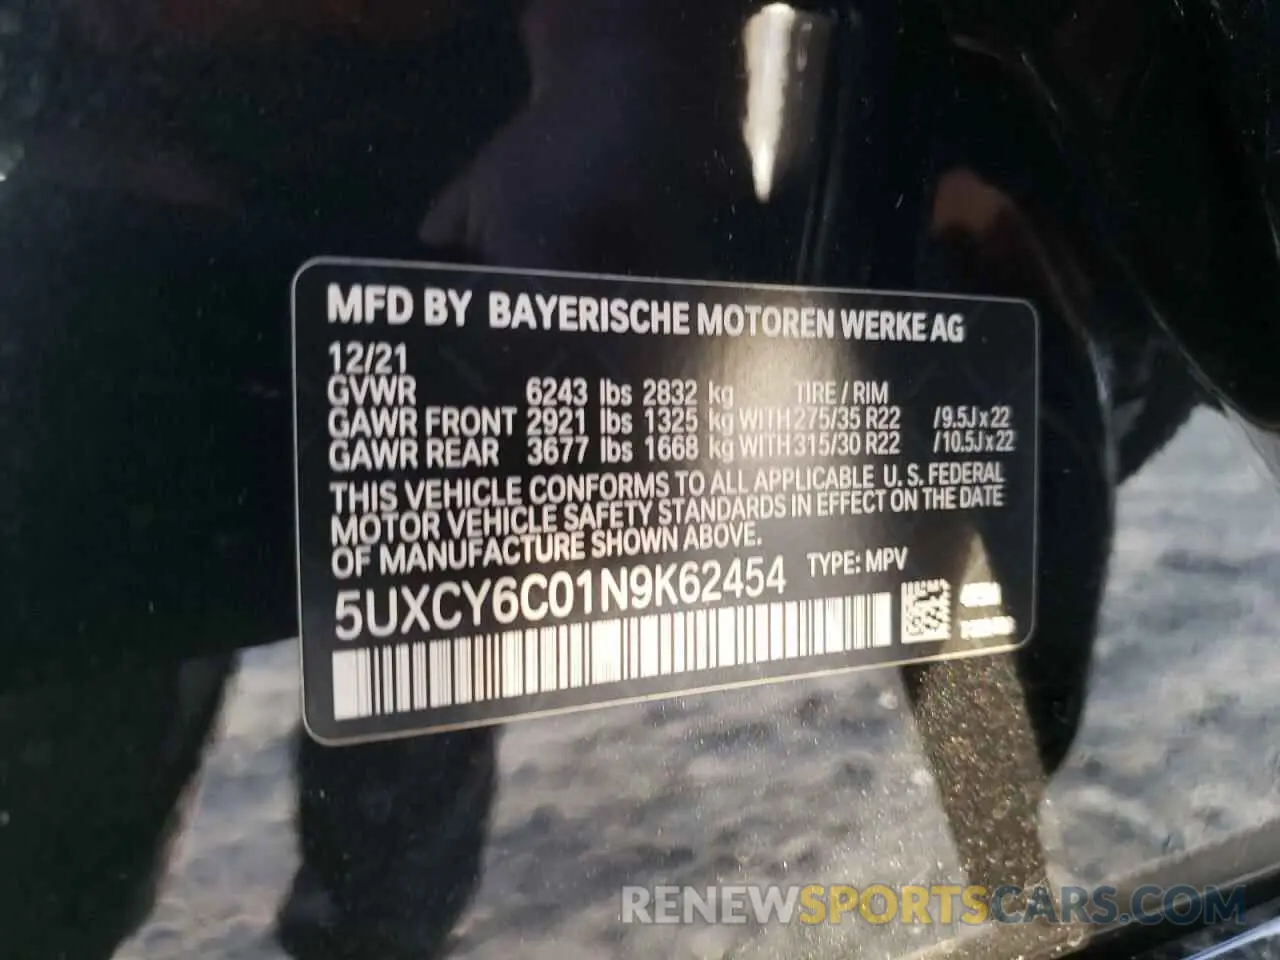 MFD BY BAYERISCHE MOTOREN WERKE AG
12/21
GVWR 6243 lbs 2832 kg TIRE / RIM
GAWR FRONT 2921 lbs 1325 kg WITH 275/35 R22 /9.5J x 22
GAWR REAR 3677 lbs 1668 kg WITH 315/30 R22 /10.5J x 22
THIS VEHICLE CONFORMS TO ALL APPLICABLE U. S. FEDERAL
MOTOR VEHICLE SAFETY STANDARDS IN EFFECT ON THE DATE
OF MANUFACTURE SHOWN ABOVE.
5UXCY6C01N9K62454 TYPE: MPV
RENEWSPORTSCARS.COM